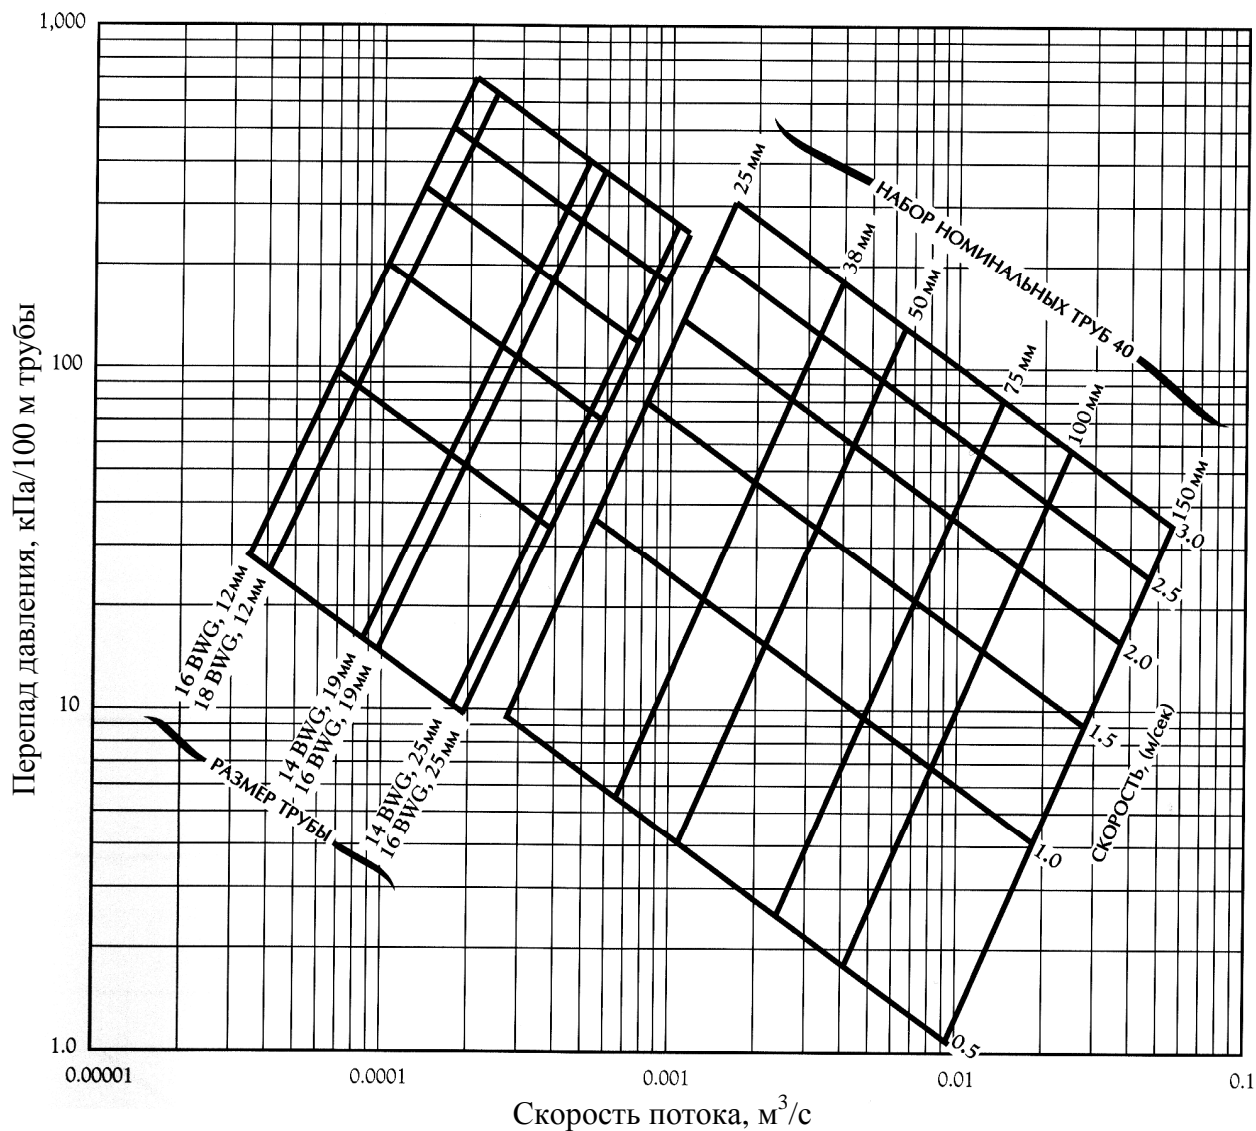 1,000
100
10
1.0
Перепад давления, кПа/100 м трубы
0.00001
0.0001
0.001
0.01
0.1
Скорость потока, м³/с
25 мм
38 мм
50 мм
75 мм
100 мм
150 мм
НАБОР НОМИНАЛЬНЫХ ТРУБ 40
3.0
2.5
2.0
1.5
1.0
0.5
СКОРОСТЬ, (м/сек)
16 BWG, 12мм
18 BWG, 12мм
14 BWG, 19мм
16 BWG, 19мм
14 BWG, 25мм
16 BWG, 25мм
РАЗМЕР ТРУБЫ